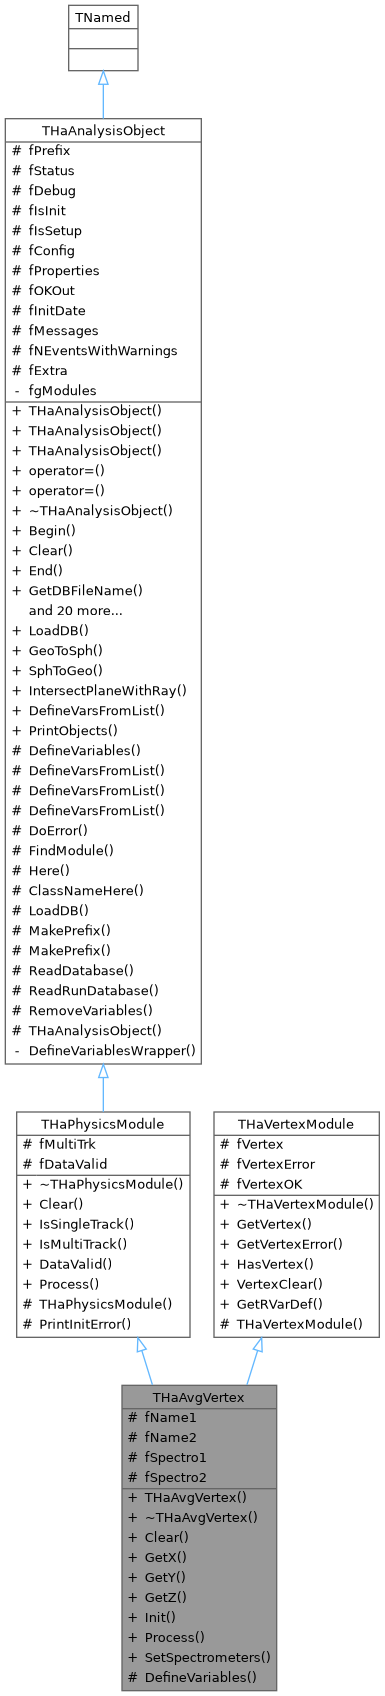 TNamed
THaAnalysisObject
# fPrefix
# fStatus
# fDebug
# fIsInit
# fIsSetup
# fConfig
# fProperties
# fOKOut
# fInitDate
# fMessages
# fNEventsWithWarnings
# fExtra
- fgModules
+ THaAnalysisObject()
+ THaAnalysisObject()
+ THaAnalysisObject()
+ operator=()
+ operator=()
+ ~THaAnalysisObject()
+ Begin()
+ Clear()
+ End()
+ GetDBFileName()
and 20 more...
+ LoadDB()
+ GeoToSph()
+ SphToGeo()
+ IntersectPlaneWithRay()
+ DefineVarsFromList()
+ PrintObjects()
# DefineVariables()
# DefineVarsFromList()
# DefineVarsFromList()
# DefineVarsFromList()
# DoError()
# FindModule()
# Here()
# ClassNameHere()
# LoadDB()
# MakePrefix()
# MakePrefix()
# ReadDatabase()
# ReadRunDatabase()
# RemoveVariables()
# THaAnalysisObject()
- DefineVariablesWrapper()
THaPhysicsModule
# fMultiTrk
# fDataValid
+ ~THaPhysicsModule()
+ Clear()
+ IsSingleTrack()
+ IsMultiTrack()
+ DataValid()
+ Process()
# THaPhysicsModule()
# PrintInitError()
THaVertexModule
# fVertex
# fVertexError
# fVertexOK
+ ~THaVertexModule()
+ GetVertex()
+ GetVertexError()
+ HasVertex()
+ VertexClear()
+ GetRVarDef()
# THaVertexModule()
THaAvgVertex
# fName1
# fName2
# fSpectro1
# fSpectro2
+ THaAvgVertex()
+ ~THaAvgVertex()
+ Clear()
+ GetX()
+ GetY()
+ GetZ()
+ Init()
+ Process()
+ SetSpectrometers()
# DefineVariables()